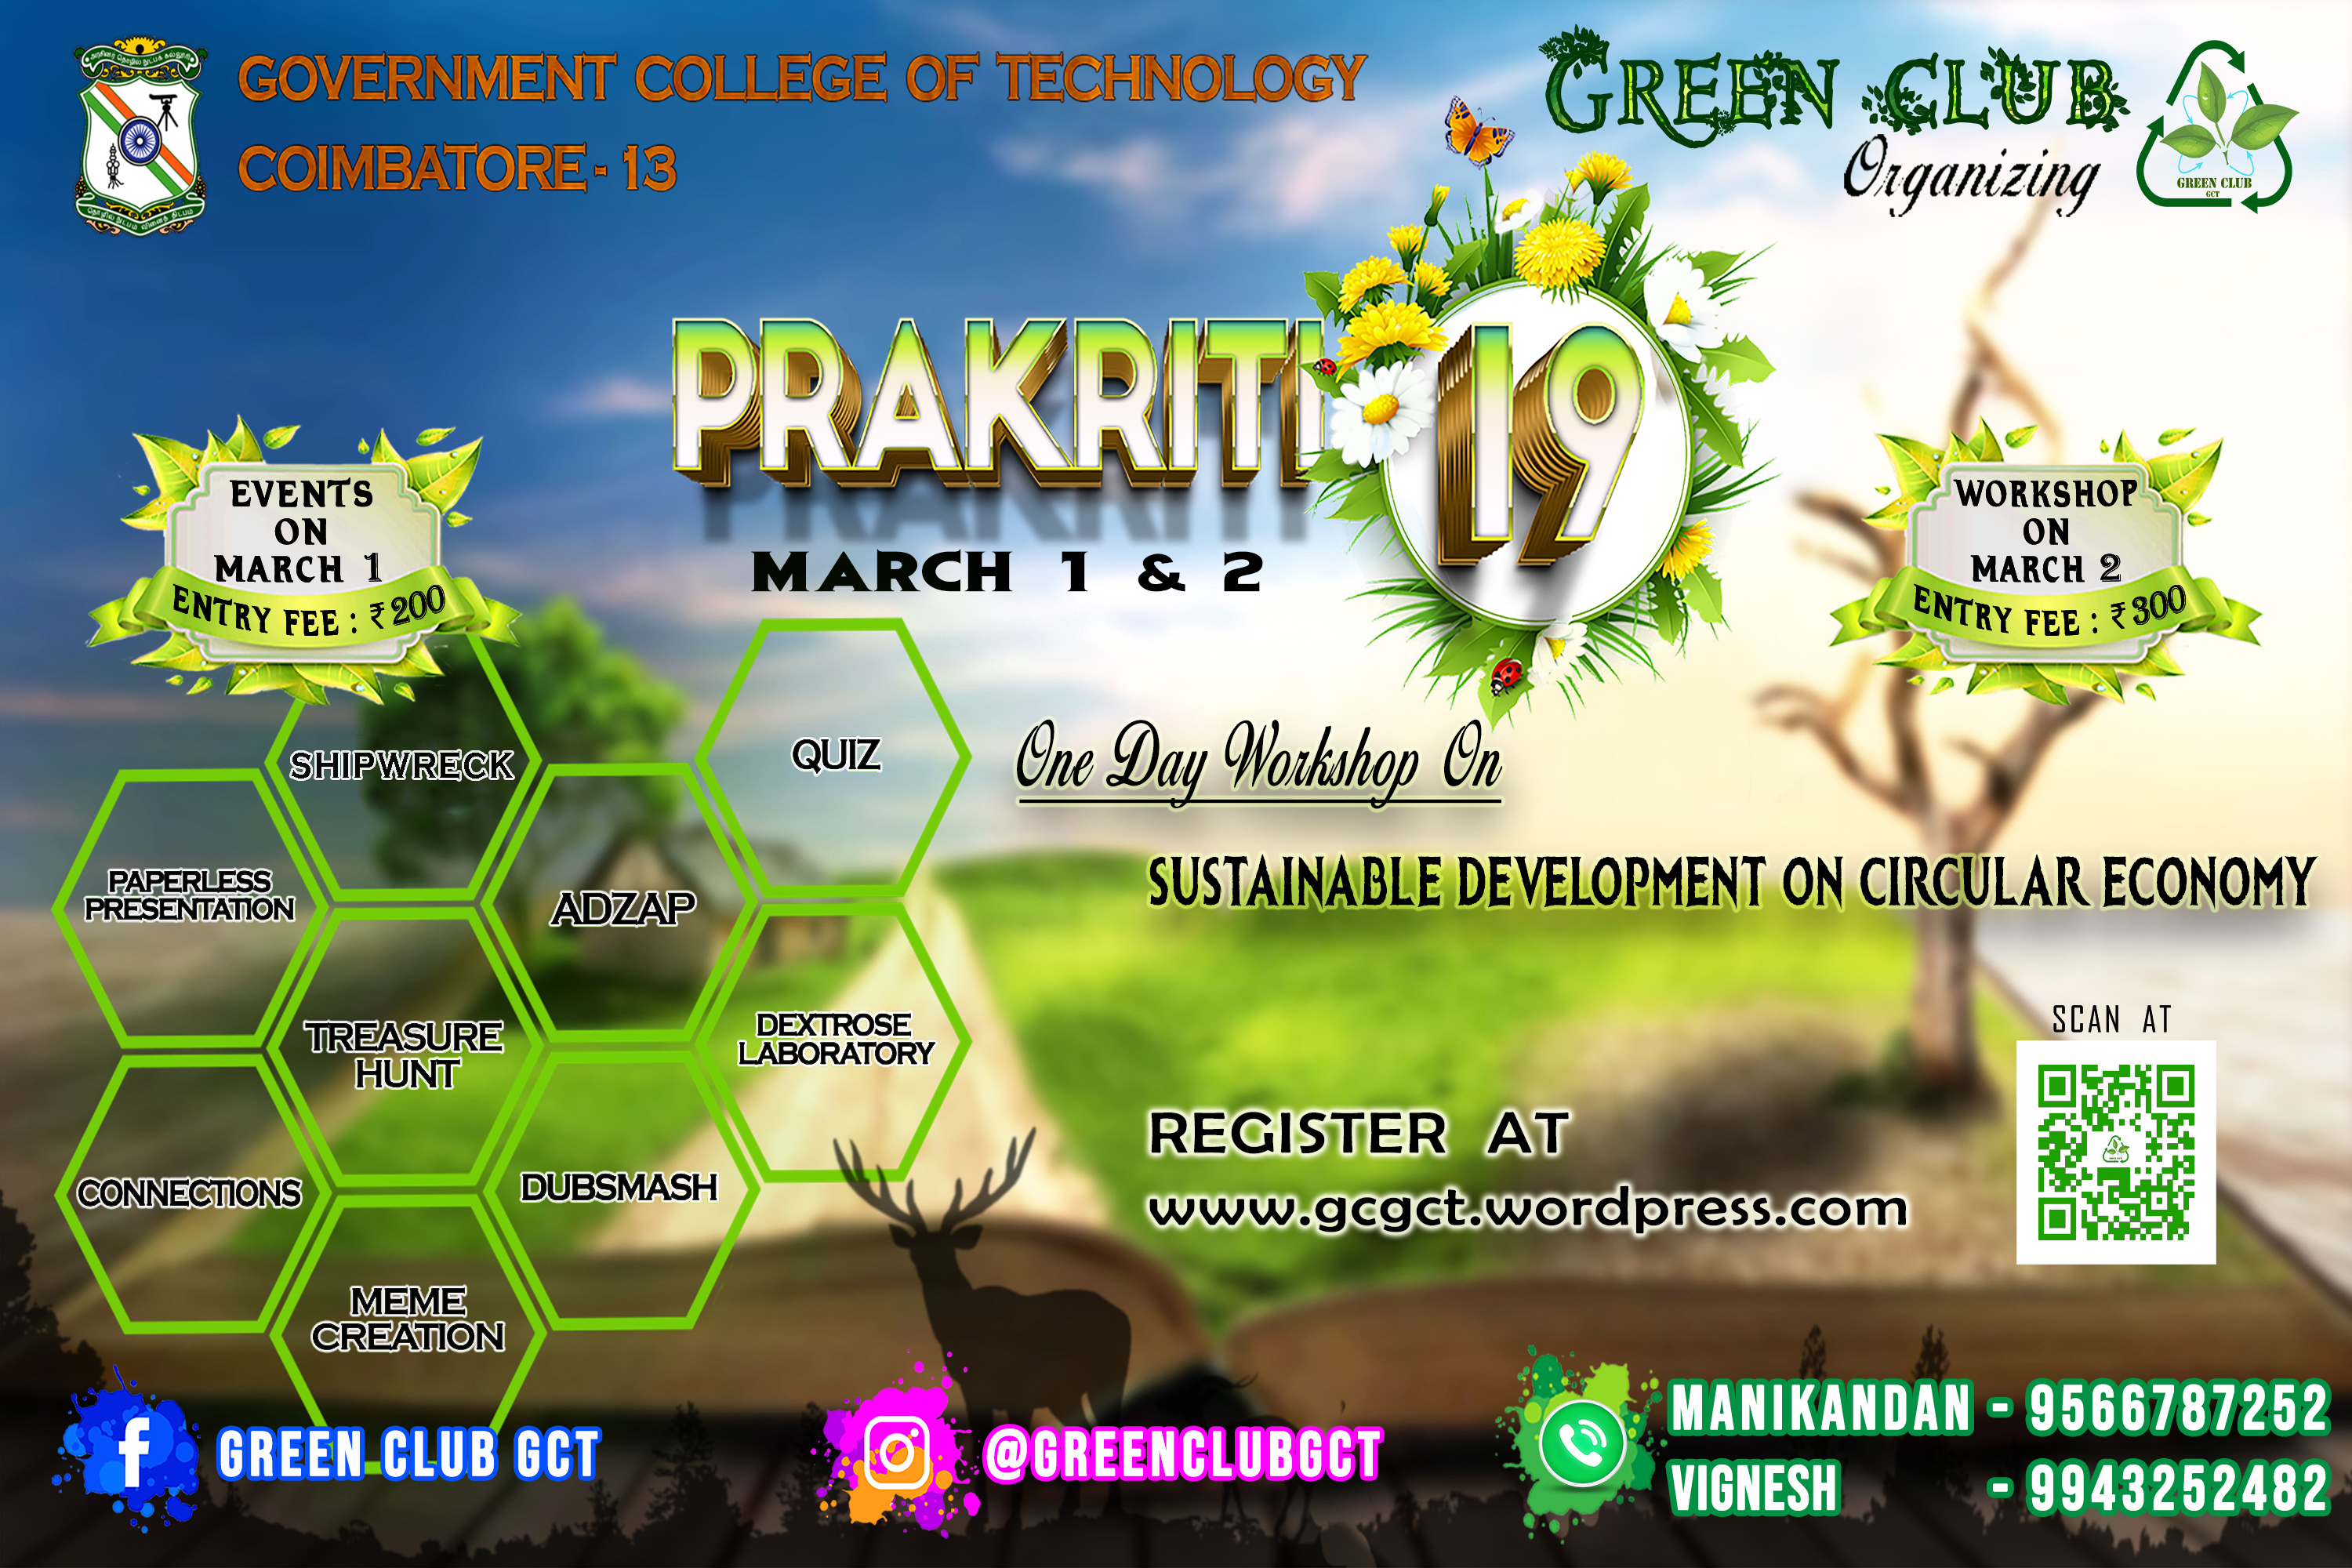 GOVERNMENT COLLEGE OF TECHNOLOGY
COIMBATORE - 13
GREEN CLUB
Organizing
GREEN CLUB
GCT
PRAKRITI 19
MARCH 1 & 2
EVENTS
ON
MARCH 1
ENTRY FEE : ₹200
WORKSHOP
ON
MARCH 2
ENTRY FEE : ₹300
SHIPWRECK
QUIZ
PAPERLESS
PRESENTATION
ADZAP
TREASURE
HUNT
DEXTROSE
LABORATORY
CONNECTIONS
DUBSMASH
MEME
CREATION
One Day Workshop On
SUSTAINABLE DEVELOPMENT ON CIRCULAR ECONOMY
SCAN AT
REGISTER AT
www.gcgct.wordpress.com
GREEN CLUB GCT
@GREENCLUBGCT
MANIKANDAN - 9566787252
VIGNESH - 9943252482